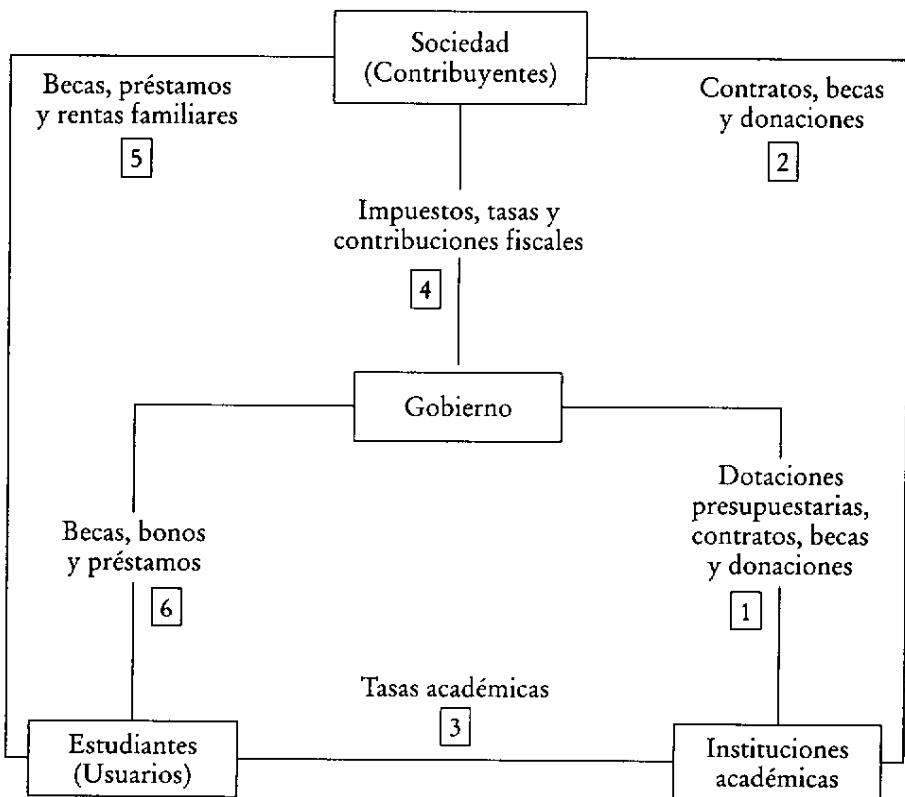 Sociedad
(Contribuyentes)
Becas, préstamos
y rentas familiares
5
Contratos, becas
y donaciones
2
Impuestos, tasas y
contribuciones fiscales
4
Gobierno
Becas, bonos
y préstamos
6
Dotaciones
presupuestarias,
contratos, becas
y donaciones
1
Tasas académicas
3
Estudiantes
(Usuarios)
Instituciones
académicas